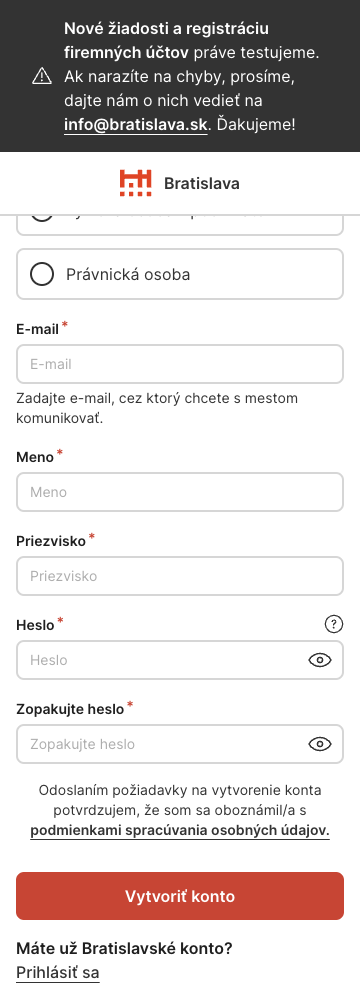 Nové žiadosti a registráciu
firemných účtov práve testujeme.
Ak narazíte na chyby, prosíme,
dajte nám o nich vedieť na
info@bratislava.sk. Ďakujeme!
Bratislava
Právnická osoba
E-mail*
E-mail
Zadajte e-mail, cez ktorý chcete s mestom
komunikovať.
Meno*
Meno
Priezvisko*
Priezvisko
Heslo*
Heslo
Zopakujte heslo*
Zopakujte heslo
Odoslaním požiadavky na vytvorenie konta
potvrdzujem, že som sa oboznámil/a s
podmienkami spracúvania osobných údajov.
Vytvoriť konto
Máte už Bratislavské konto?
Prihlásiť sa